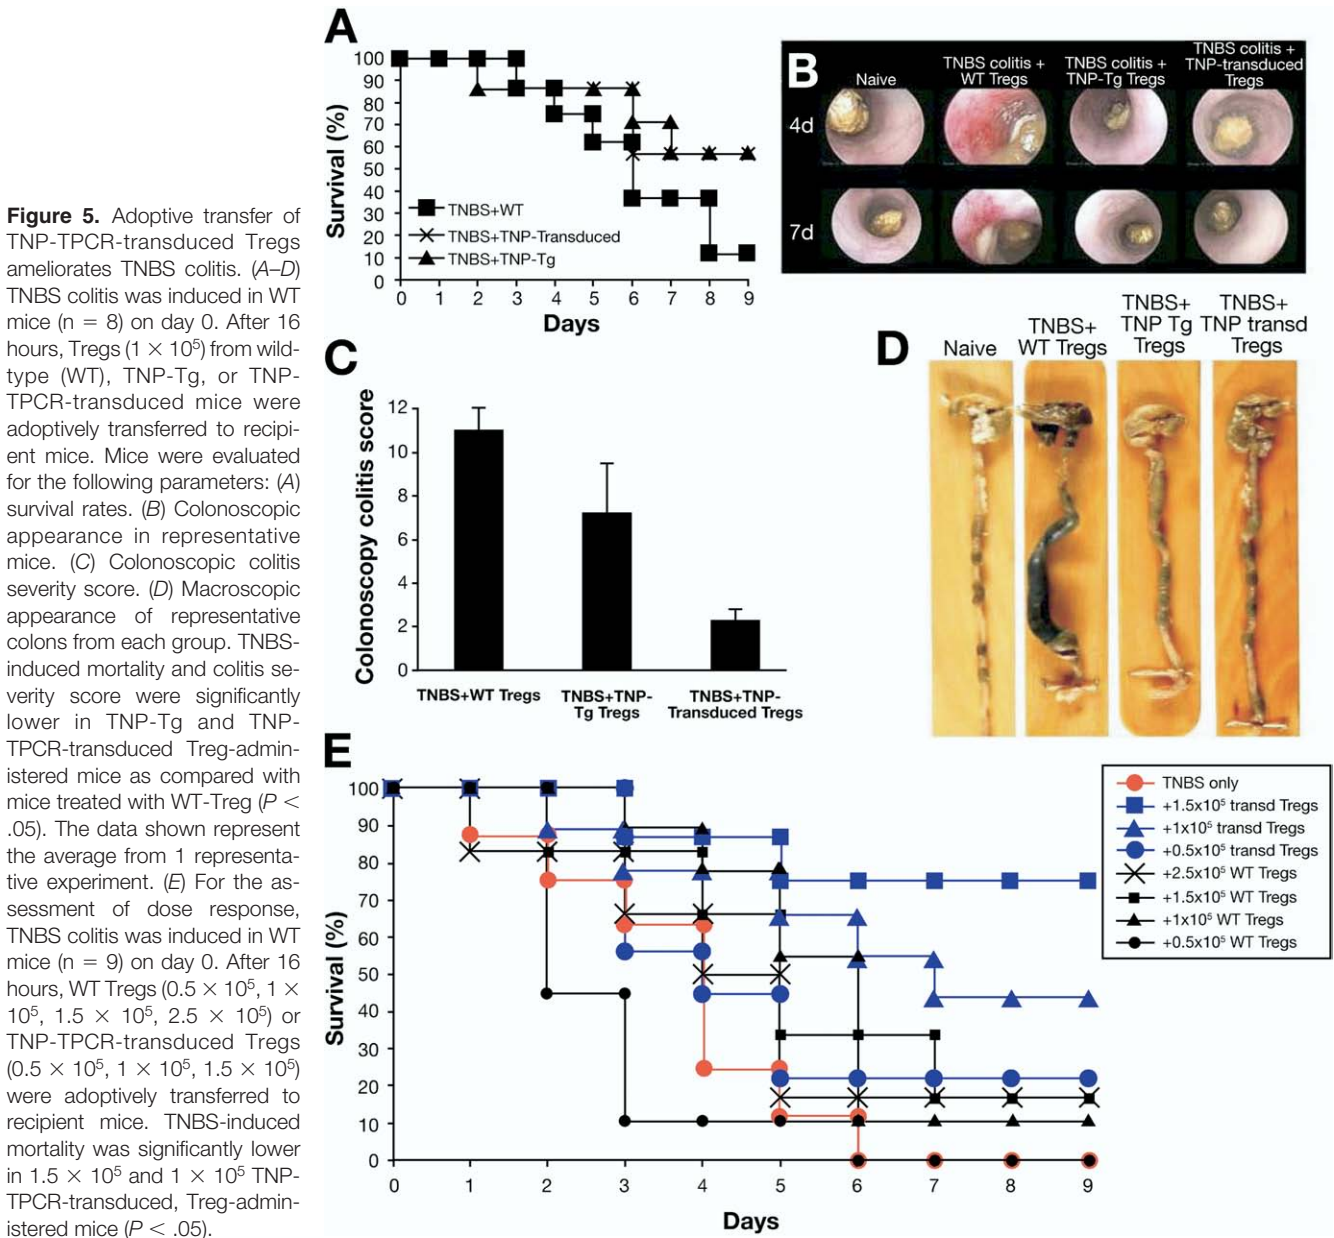 Figure 5. Adoptive transfer of
TNP-TPCR-transduced Tregs
ameliorates TNBS colitis. (A–D)
TNBS colitis was induced in WT
mice (n = 8) on day 0. After 16
hours, Tregs (1 × 10⁵) from wild-
type (WT), TNP-Tg, or TNP-
TPCR-transduced mice were
adoptively transferred to recipi-
ent mice. Mice were evaluated
for the following parameters: (A)
survival rates. (B) Colonoscopic
appearance in representative
mice. (C) Colonoscopic colitis
severity score. (D) Macroscopic
appearance of representative
colons from each group. TNBS-
induced mortality and colitis se-
verity score were significantly
lower in TNP-Tg and TNP-
TPCR-transduced Treg-admin-
istered mice as compared with
mice treated with WT-Treg (P <
.05). The data shown represent
the average from 1 representa-
tive experiment. (E) For the as-
sessment of dose response,
TNBS colitis was induced in WT
mice (n = 9) on day 0. After 16
hours, WT Tregs (0.5 × 10⁵, 1 ×
10⁵, 1.5 × 10⁵, 2.5 × 10⁵) or
TNP-TPCR-transduced Tregs
(0.5 × 10⁵, 1 × 10⁵, 1.5 × 10⁵)
were adoptively transferred to
recipient mice. TNBS-induced
mortality was significantly lower
in 1.5 × 10⁵ and 1 × 10⁵ TNP-
TPCR-transduced, Treg-admin-
istered mice (P < .05).
A
Survival (%)
100
90
80
70
60
50
40
30
20
10
0
TNBS+WT
TNBS+TNP-Transduced
TNBS+TNP-Tg
0 1 2 3 4 5 6 7 8 9
Days
B
Naive
TNBS colitis +
WT Tregs
TNBS colitis +
TNP-Tg Tregs
TNBS colitis +
TNP-transduced
Tregs
4d
7d
C
Colonoscopy colitis score
12
10
8
6
4
2
0
TNBS+WT Tregs
TNBS+TNP-
Tg Tregs
TNBS+TNP-
Transduced Tregs
D
Naive
TNBS+
WT Tregs
TNBS+
TNP Tg
Tregs
TNBS+
TNP transd
Tregs
E
Survival (%)
100
90
80
70
60
50
40
30
20
10
0
0 1 2 3 4 5 6 7 8 9
Days
TNBS only
+1.5x10⁵ transd Tregs
+1x10⁵ transd Tregs
+0.5x10⁵ transd Tregs
+2.5x10⁵ WT Tregs
+1.5x10⁵ WT Tregs
+1x10⁵ WT Tregs
+0.5x10⁵ WT Tregs